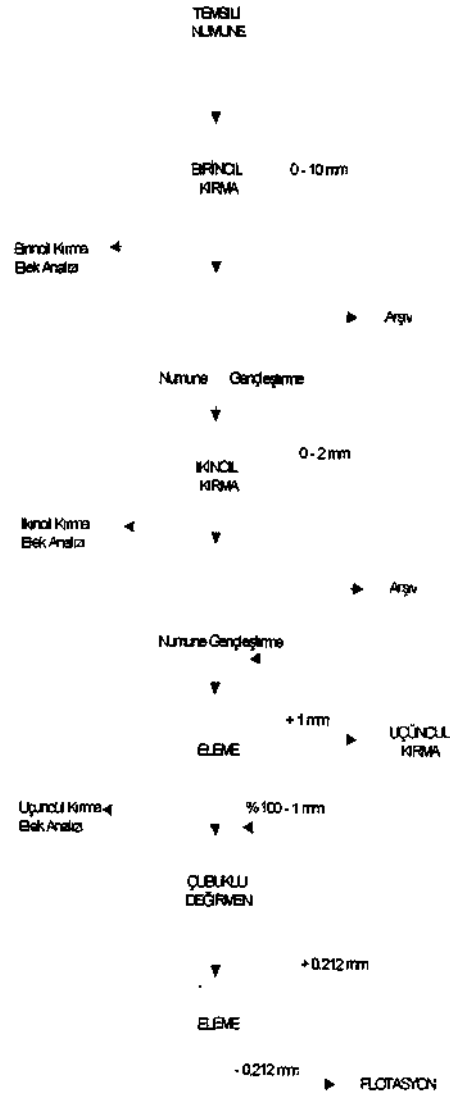 TEMSİLİ
NUMUNE
BİRİNCİL
KIRMA
0 - 10 mm
Birincil Kırma
Elek Analizi
Arşiv
Numune Gençleştirme
0 - 2 mm
İKİNCİL
KIRMA
İkincil Kırma
Elek Analizi
Arşiv
Numune Gençleştirme
+ 1 mm
ELEME
ÜÇÜNCÜL
KIRMA
Üçüncül Kırma
Elek Analizi
% 100 - 1 mm
ÇUBUKLU
DEĞİRMEN
+ 0.212 mm
ELEME
- 0.212 mm
FLOTASYON